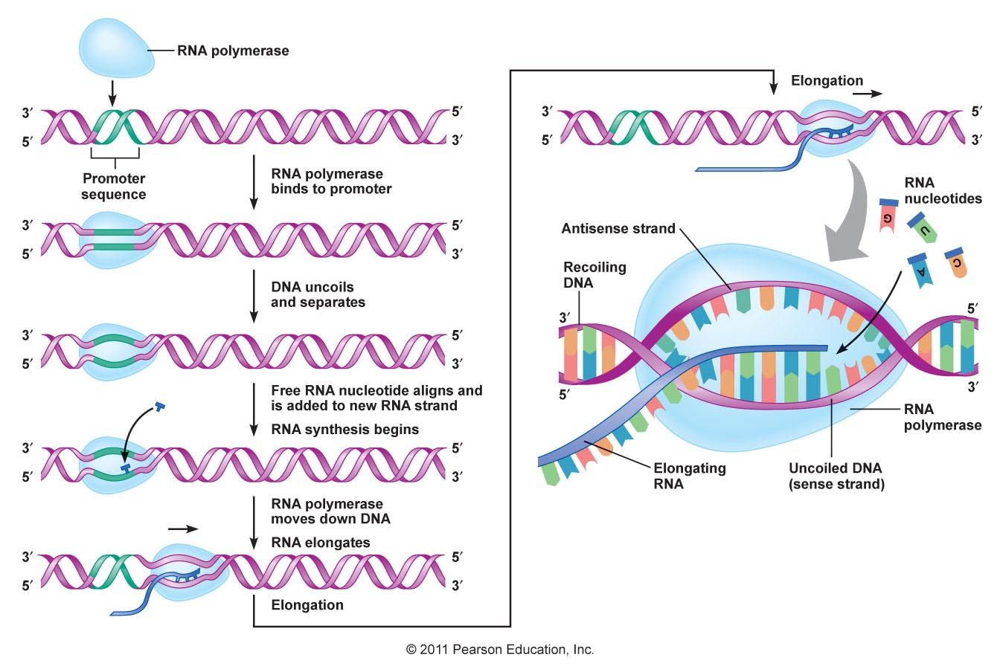 RNA polymerase
3′
5′
5′
3′
Promoter
sequence
RNA polymerase
binds to promoter
3′
5′
5′
3′
DNA uncoils
and separates
3′
5′
5′
3′
Free RNA nucleotide aligns and
is added to new RNA strand
RNA synthesis begins
3′
5′
5′
3′
RNA polymerase
moves down DNA
RNA elongates
3′
5′
5′
3′
Elongation
Elongation
3′
5′
5′
3′
RNA
nucleotides
G
U
A
C
Antisense strand
Recoiling
DNA
3′
5′
5′
3′
RNA
polymerase
Elongating
RNA
Uncoiled DNA
(sense strand)
© 2011 Pearson Education, Inc.